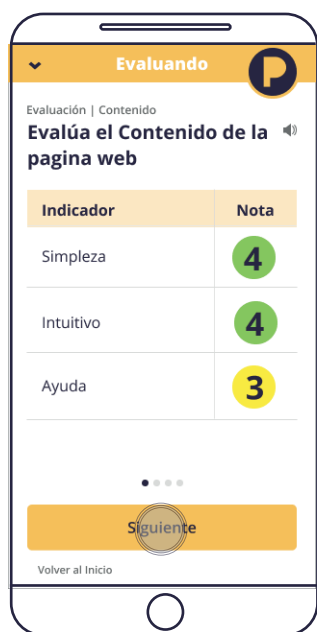 Evaluando
P
Evaluación | Contenido
Evalúa el Contenido de la
pagina web
Indicador Nota
Simpleza 4
Intuitivo 4
Ayuda 3
Siguiente
Volver al Inicio